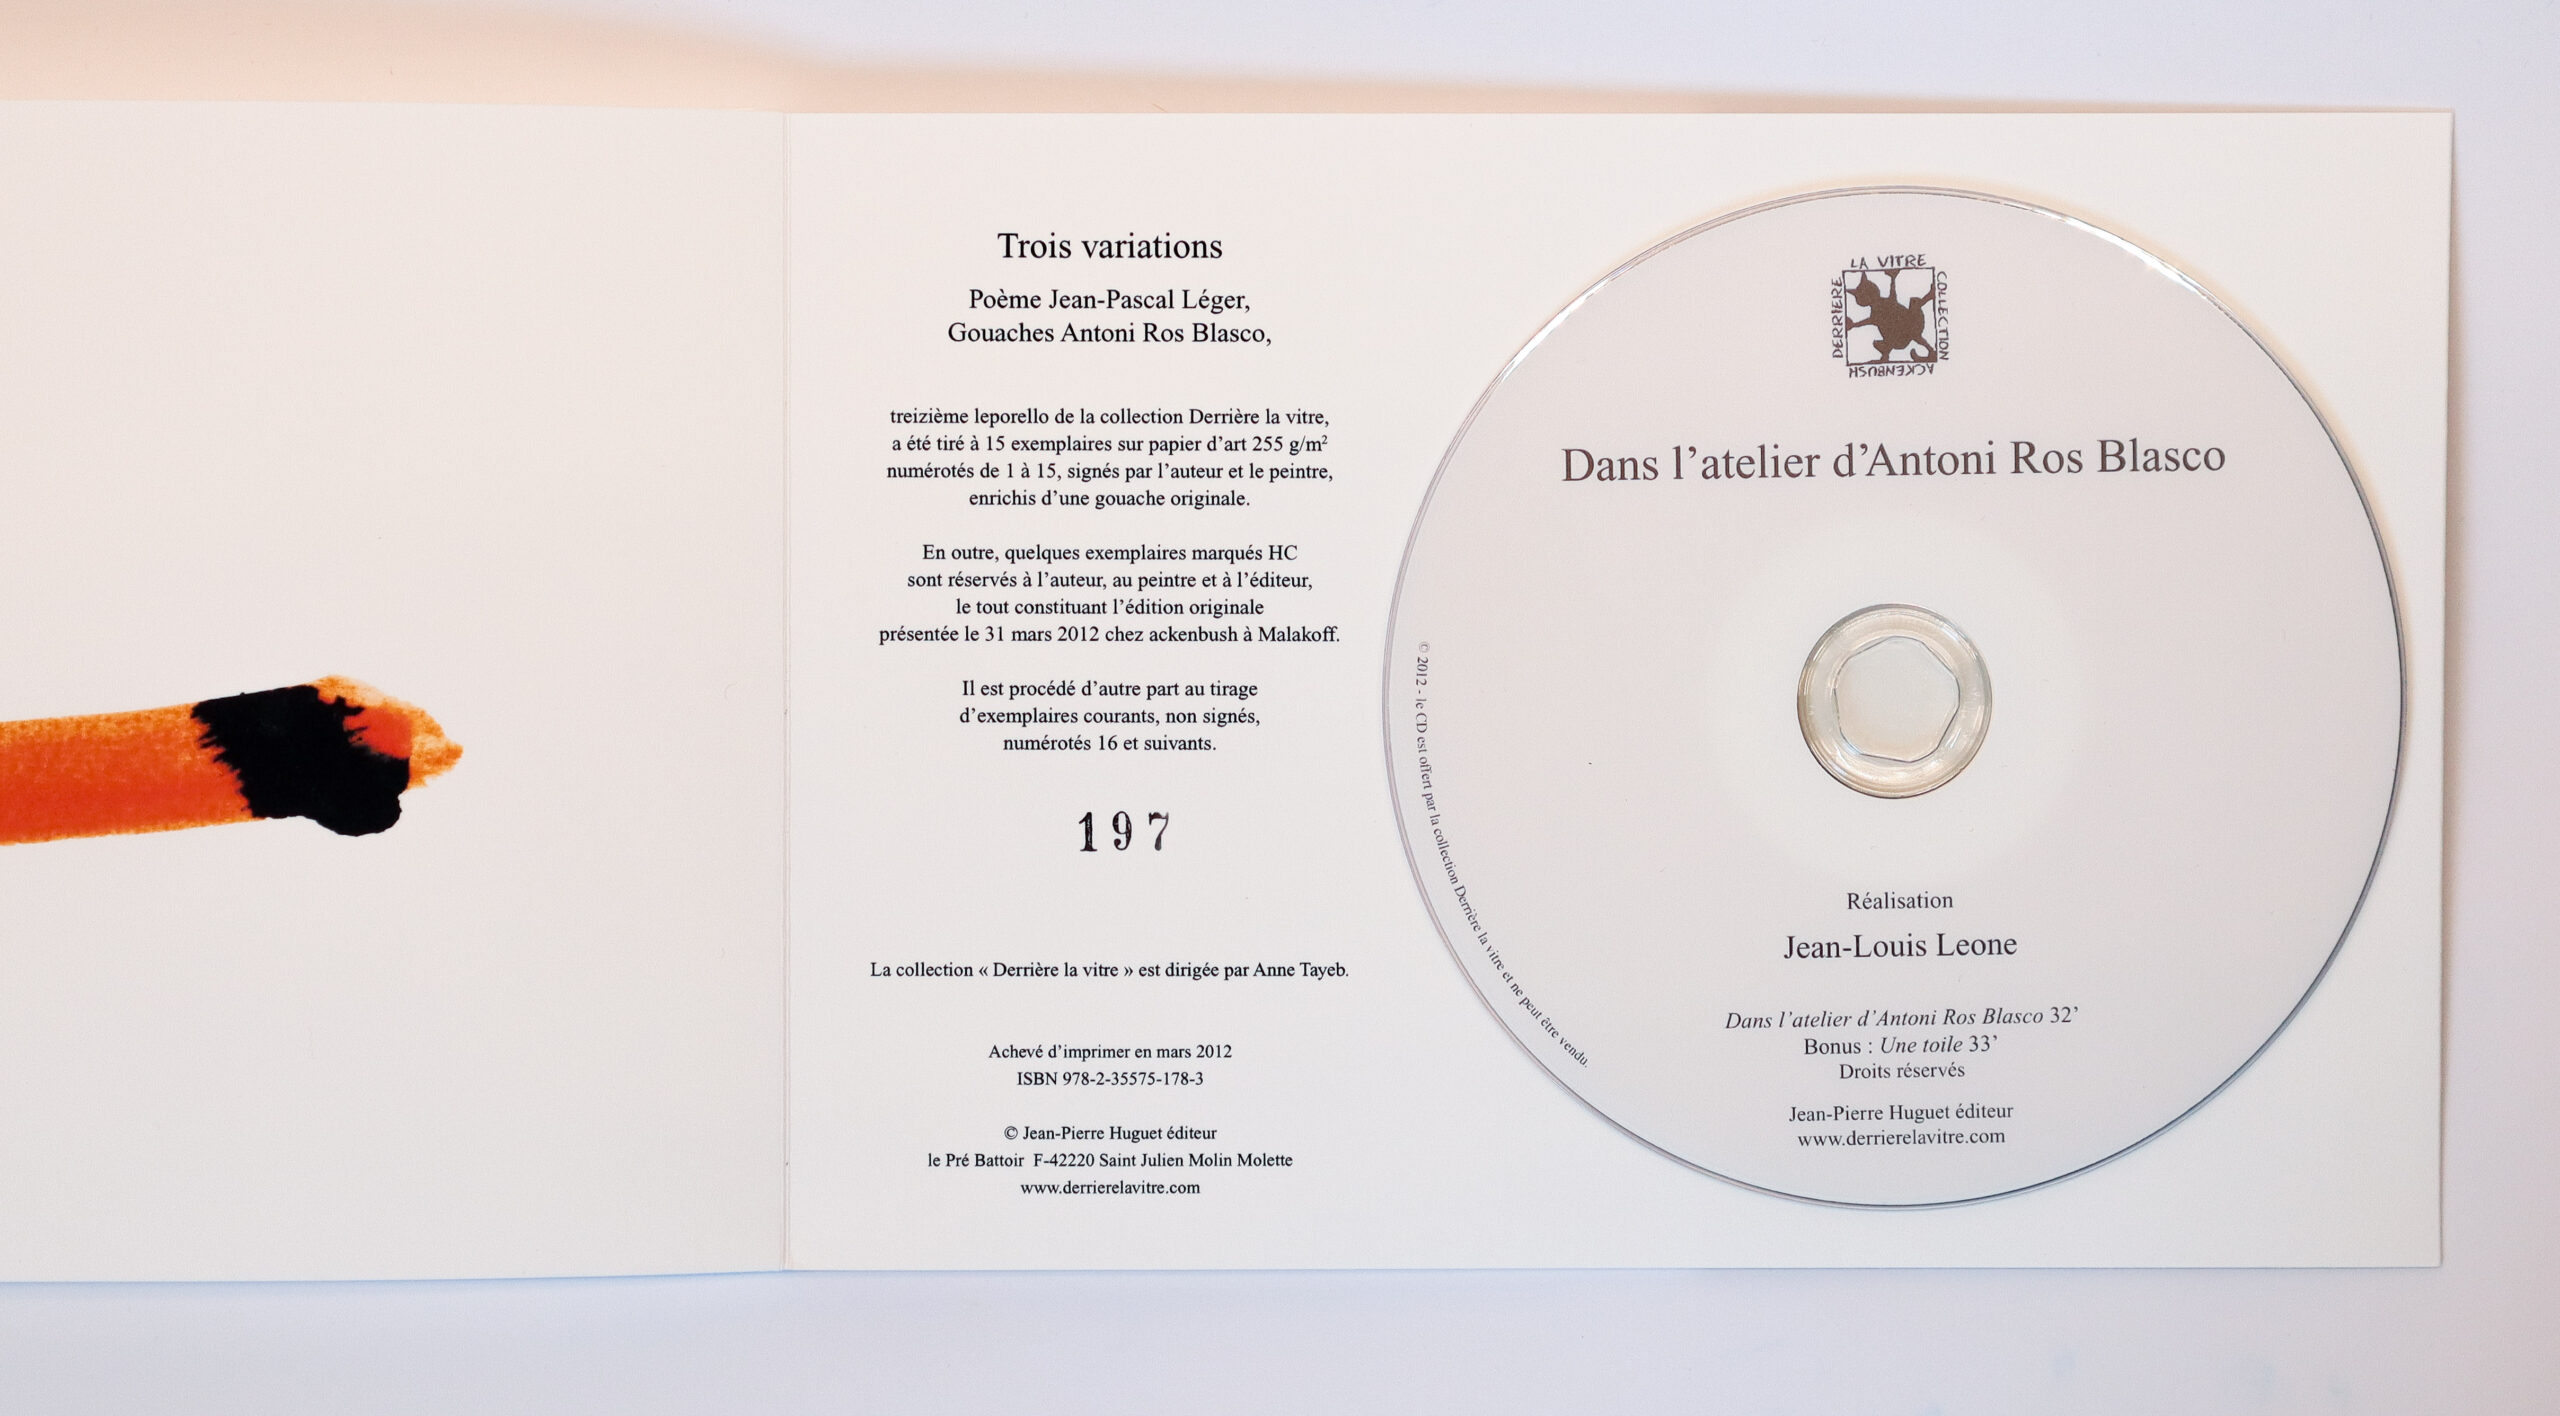 Trois variations
Poème Jean-Pascal Léger,
Gouaches Antoni Ros Blasco,
treizième leporello de la collection Derrière la vitre,
a été tiré à 15 exemplaires sur papier d’art 255 g/m²
numérotés de 1 à 15, signés par l’auteur et le peintre,
enrichis d’une gouache originale.
En outre, quelques exemplaires marqués HC
sont réservés à l’auteur, au peintre et à l’éditeur,
le tout constituant l’édition originale
présentée le 31 mars 2012 chez ackenbush à Malakoff.
Il est procédé d’autre part au tirage
d’exemplaires courants, non signés,
numérotés 16 et suivants.
197
La collection « Derrière la vitre » est dirigée par Anne Tayeb.
Achevé d’imprimer en mars 2012
ISBN 978-2-35575-178-3
© Jean-Pierre Huguet éditeur
le Pré Battoir F-42220 Saint Julien Molin Molette
www.derrierelavitre.com
DERRIERE
LA VITRE
COLLECTION
ACKENBUSH
Dans l’atelier d’Antoni Ros Blasco
Réalisation
Jean-Louis Leone
Dans l’atelier d’Antoni Ros Blasco 32’
Bonus : Une toile 33’
Droits réservés
Jean-Pierre Huguet éditeur
www.derrierelavitre.com
© 2012 - le CD est offert par la collection Derrière la vitre et ne peut être vendu.